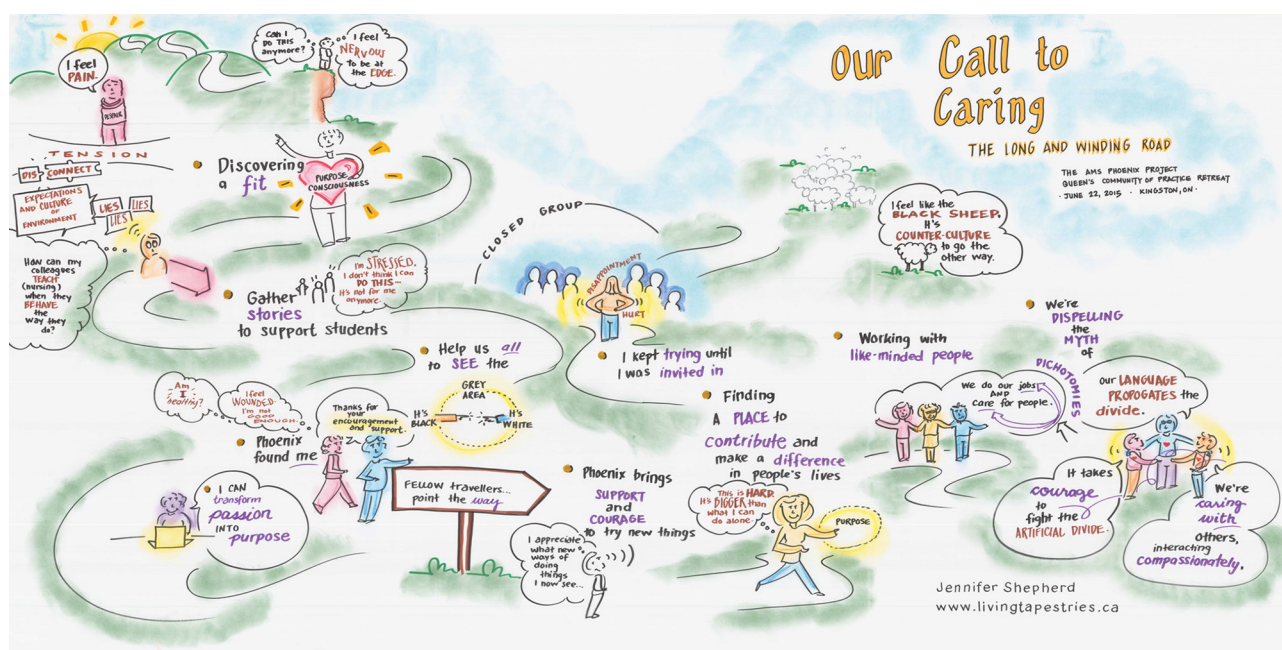 Our Call to
Caring
THE LONG AND WINDING ROAD
THE AMS PHOENIX PROJECT
QUEEN'S COMMUNITY OF PRACTICE RETREAT
· JUNE 22, 2015 · KINGSTON, ON ·
I feel
PAIN.
DESPAIR
TENSION
DIS CONNECT
EXPECTATIONS
AND CULTURE
OF
ENVIRONMENT
LIES
LIES
LIES
How can my
colleagues
TEACH
(nursing)
when they
BEHAVE
the
way they
do?
Can I
DO THIS
anymore?
I feel
NERVOUS
to be at
the EDGE.
Discovering
a fit
PURPOSE
CONSCIOUSNESS
Gather
stories
to support students
I'm STRESSED.
I don't think I can
DO THIS...
It's not for me
anymore.
CLOSED GROUP
DISAPPOINTMENT
HURT
I kept trying until
I was invited in
Help us all
to SEE the
GREY
AREA
IT'S
BLACK
IT'S
WHITE
Am
I
healthy?
I feel
WOUNDED.
I'm not
GOOD
ENOUGH.
Phoenix
found me
Thanks for
your
encouragement
and support.
I CAN
transform
passion
INTO
purpose
FELLOW TRAVELLERS...
point the way
Phoenix brings
SUPPORT
and
COURAGE
to try new things
I appreciate
what new
ways of
doing
things
I now see...
Finding
A PLACE to
contribute and
make a difference
in people's lives
This is HARD.
It's BIGGER than
what I can
do alone.
PURPOSE
I feel like the
BLACK SHEEP.
It's
COUNTER-CULTURE
to go the
other way.
Working with
like-minded people
We do our jobs
AND
care for people.
We're
DISPELLING
the
MYTH
of
DICHOTOMIES
Our LANGUAGE
PROPOGATES the
divide.
It takes
courage
to
fight the
ARTIFICIAL DIVIDE.
We're
caring
with
others,
interacting
compassionately.
Jennifer Shepherd
www.livingtapestries.ca